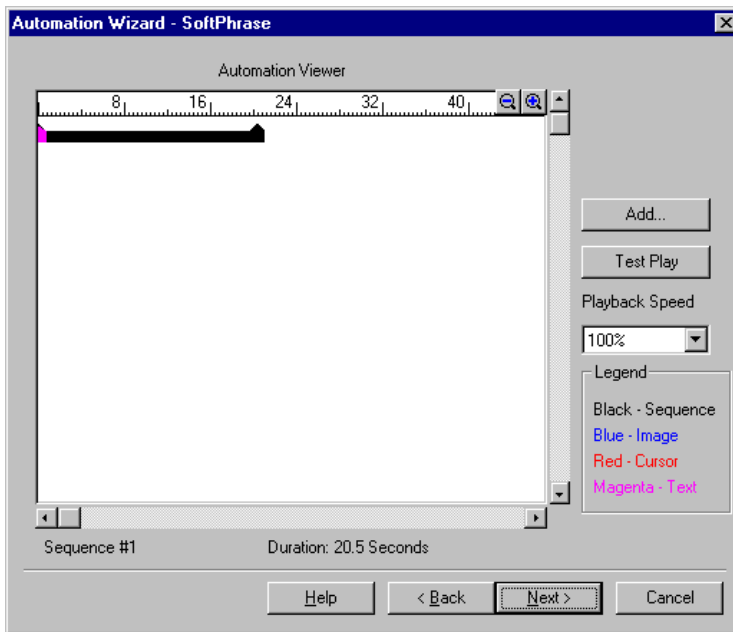 Automation Wizard - SoftPhrase
Automation Viewer
8 16 24 32 40
Add...
Test Play
Playback Speed
100%
Legend
Black - Sequence
Blue - Image
Red - Cursor
Magenta - Text
Sequence #1 Duration: 20.5 Seconds
Help < Back Next > Cancel